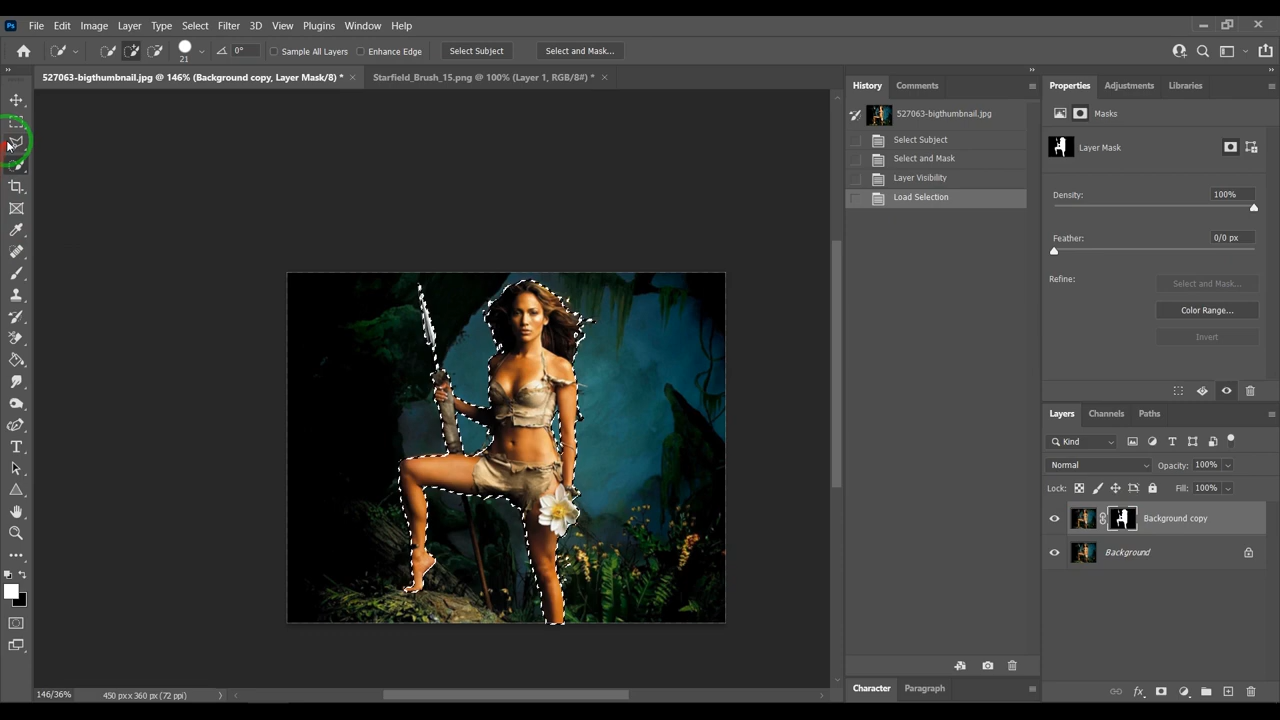 Ps File Edit Image Layer Type Select Filter 3D View Plugins Window Help
21 0° Sample All Layers Enhance Edge Select Subject Select and Mask...
527063-bigthumbnail.jpg @ 146% (Background copy, Layer Mask/8) * × Starfield_Brush_15.png @ 100% (Layer 1, RGB/8#) * ×
History Comments
527063-bigthumbnail.jpg
Select Subject
Select and Mask
Layer Visibility
Load Selection
Properties Adjustments Libraries
Masks
Layer Mask
Density: 100%
Feather: 0/0 px
Refine: Select and Mask...
Color Range...
Invert
Layers Channels Paths
Kind
Normal Opacity: 100%
Lock: Fill: 100%
Background copy
Background
fx
Character Paragraph
146/36% 450 px x 360 px (72 ppi)